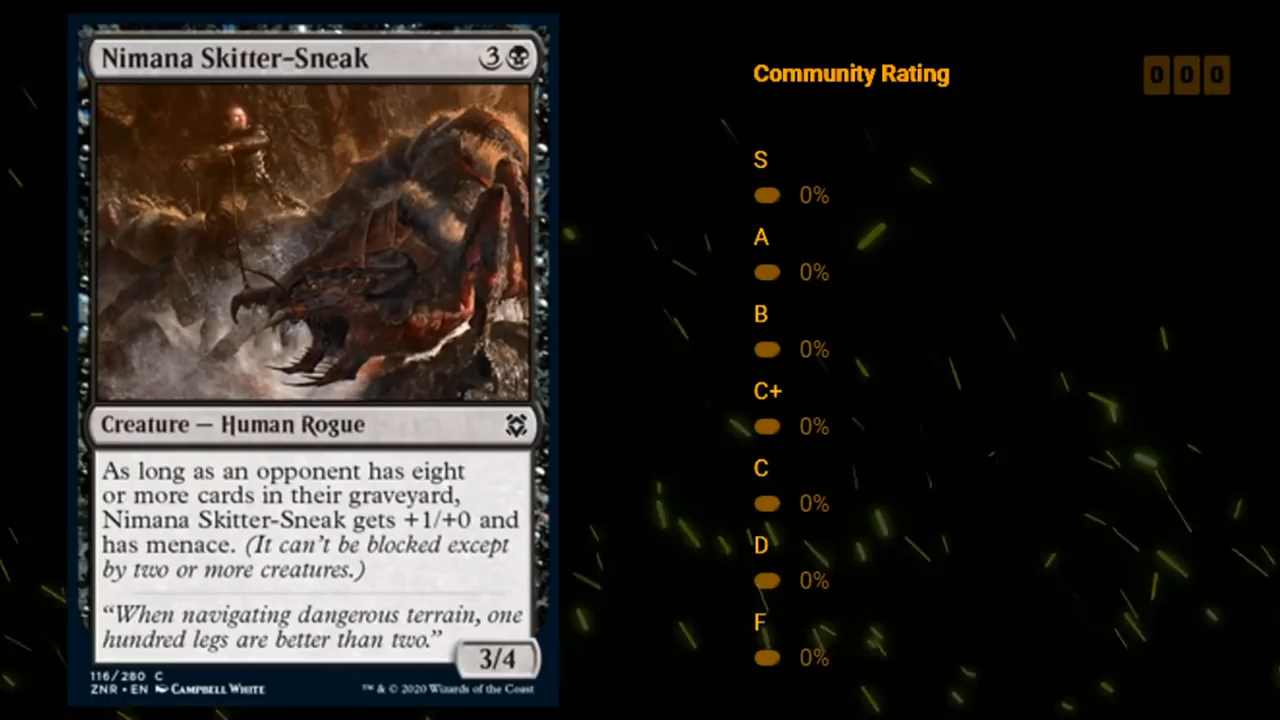 Nimana Skitter-Sneak 3
Creature — Human Rogue
As long as an opponent has eight
or more cards in their graveyard,
Nimana Skitter-Sneak gets +1/+0 and
has menace. (It can't be blocked except
by two or more creatures.)
“When navigating dangerous terrain, one
hundred legs are better than two.”
3/4
116/280 C
ZNR • EN CAMPBELL WHITE
™ & © 2020 Wizards of the Coast
Community Rating
0 0 0
S
0%
A
0%
B
0%
C+
0%
C
0%
D
0%
F
0%